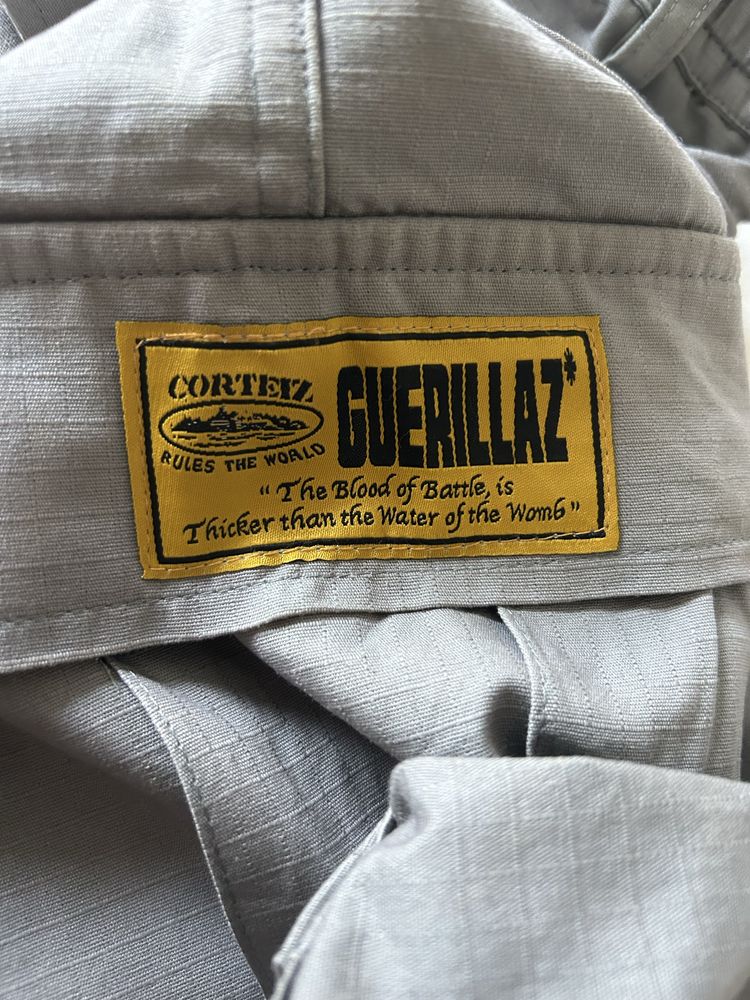 CORTEIZ
RULES THE WORLD
GUERILLAZ*
"The Blood of Battle, is
Thicker than the Water of the Womb"